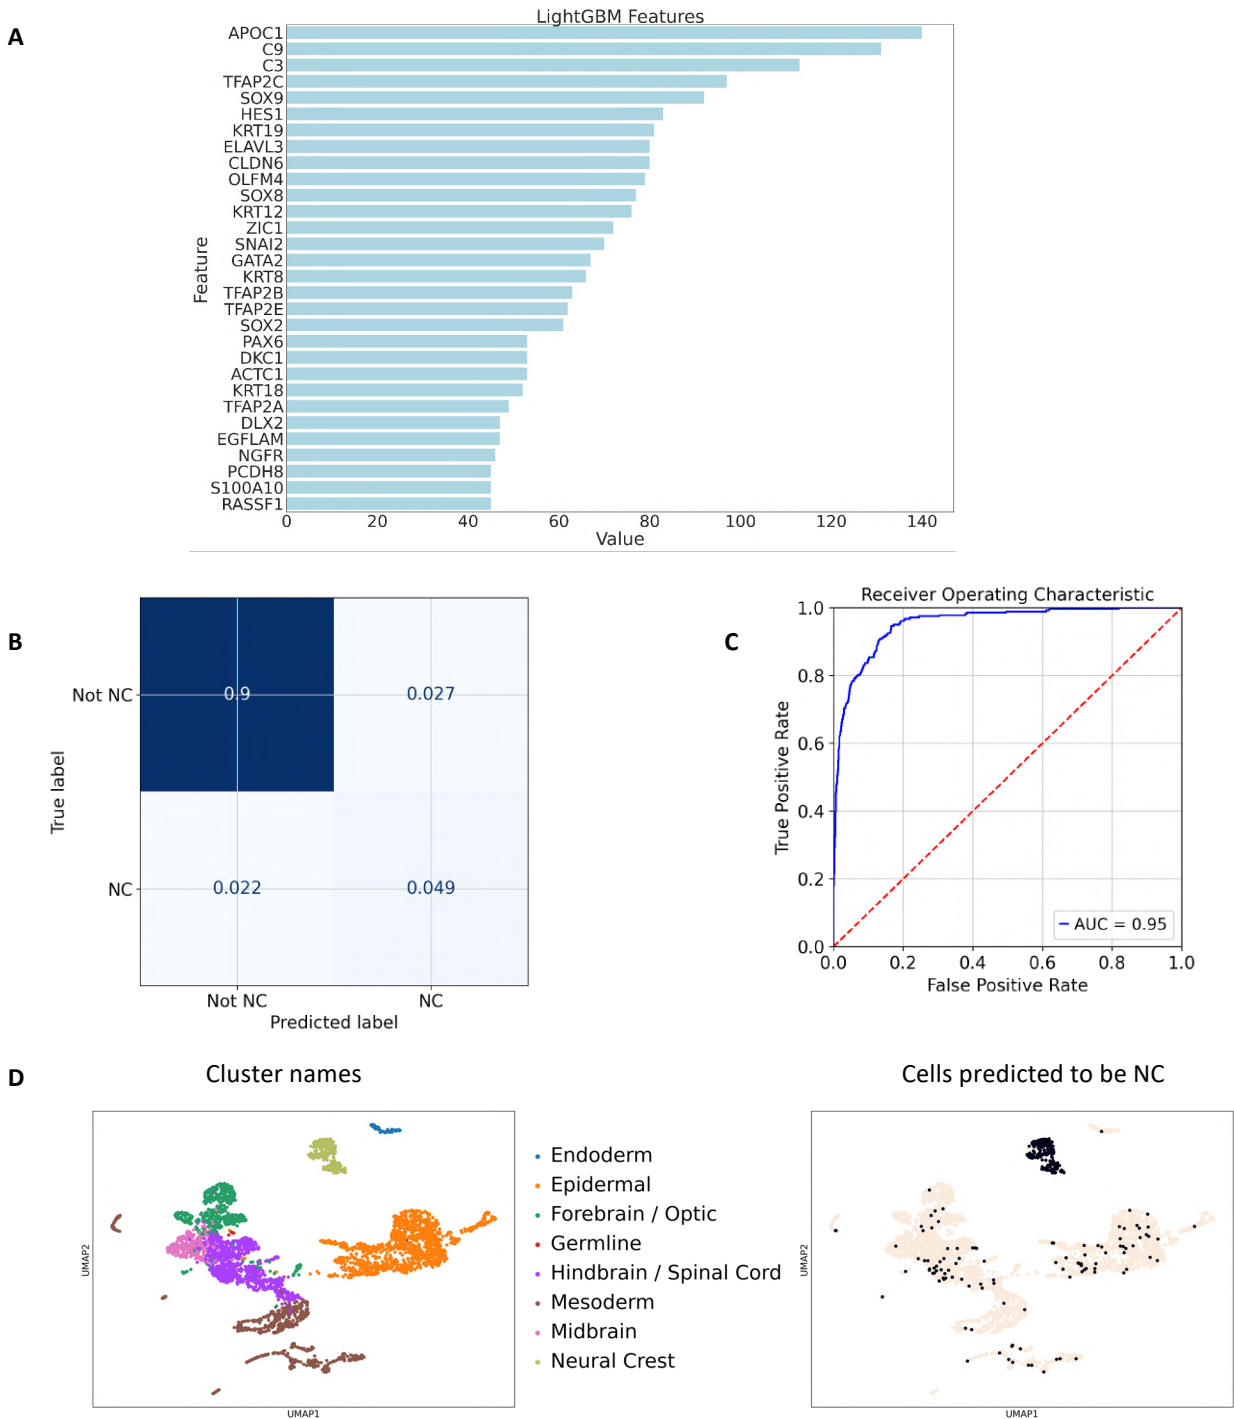 A
LightGBM Features
APOC1
C9
C3
TFAP2C
SOX9
HES1
KRT19
ELAVL3
CLDN6
OLFM4
SOX8
KRT12
ZIC1
SNAI2
GATA2
KRT8
TFAP2B
TFAP2E
SOX2
PAX6
DKC1
ACTC1
KRT18
TFAP2A
DLX2
EGFLAM
NGFR
PCDH8
S100A10
RASSF1
Feature
0 20 40 60 80 100 120 140
Value
B
Not NC
NC
True label
0.9 0.027
0.022 0.049
Not NC NC
Predicted label
C
Receiver Operating Characteristic
1.0
0.8
0.6
0.4
0.2
0.0
True Positive Rate
AUC = 0.95
0.0 0.2 0.4 0.6 0.8 1.0
False Positive Rate
D
Cluster names
UMAP2
UMAP1
Endoderm
Epidermal
Forebrain / Optic
Germline
Hindbrain / Spinal Cord
Mesoderm
Midbrain
Neural Crest
Cells predicted to be NC
UMAP2
UMAP1